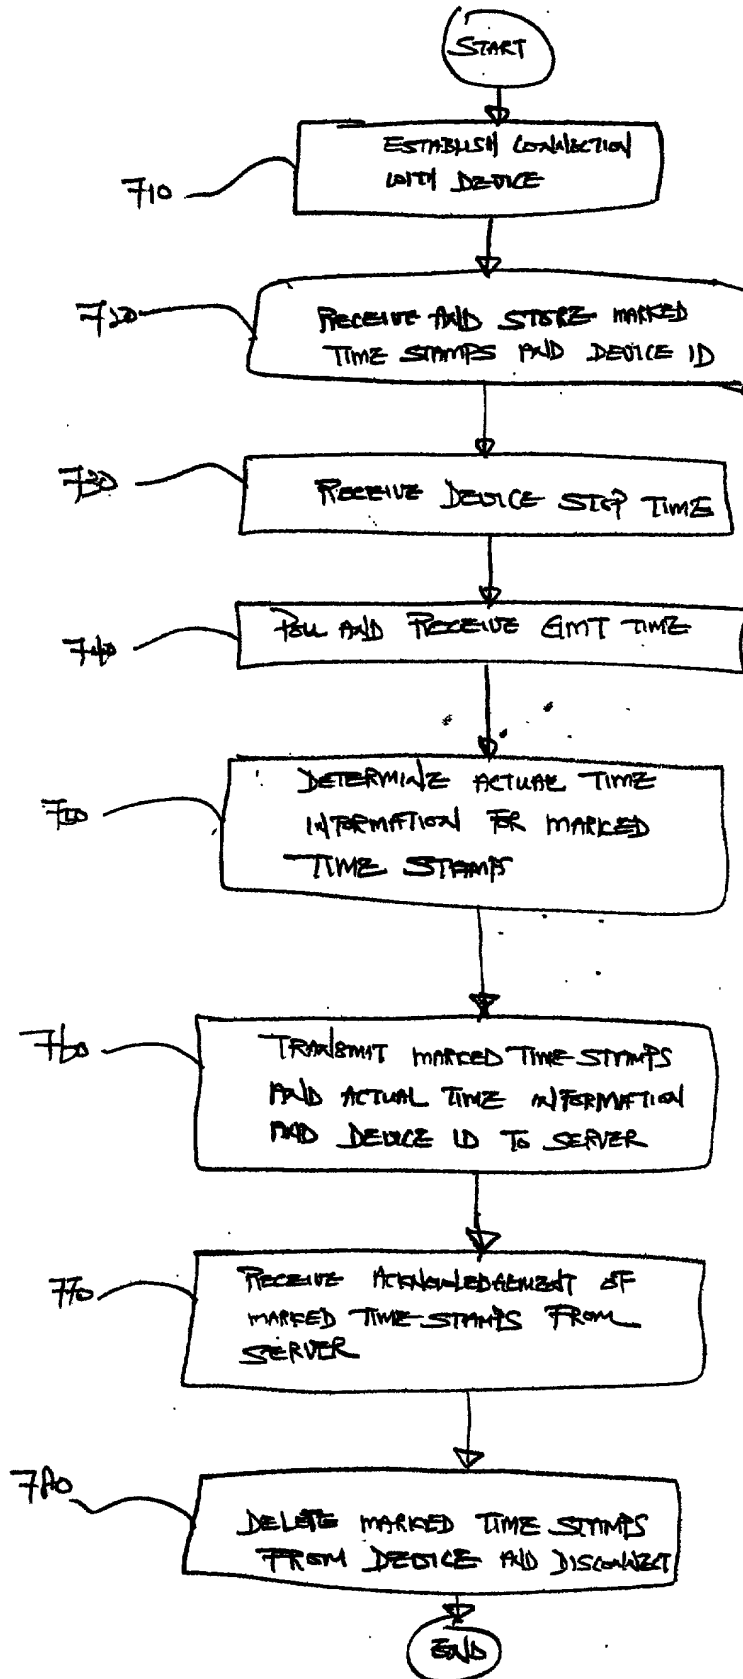 START
710
ESTABLISH CONNECTION
WITH DEVICE
720
RECEIVE AND STORE MARKED
TIME STAMPS AND DEVICE ID
730
RECEIVE DEVICE STOP TIME
740
POLL AND RECEIVE GMT TIME
750
DETERMINE ACTUAL TIME
INFORMATION FOR MARKED
TIME STAMPS
760
TRANSMIT MARKED TIME STAMPS
AND ACTUAL TIME INFORMATION
AND DEVICE ID TO SERVER
770
RECEIVE ACKNOWLEDGEMENT OF
MARKED TIME STAMPS FROM
SERVER
780
DELETE MARKED TIME STAMPS
FROM DEVICE AND DISCONNECT
END